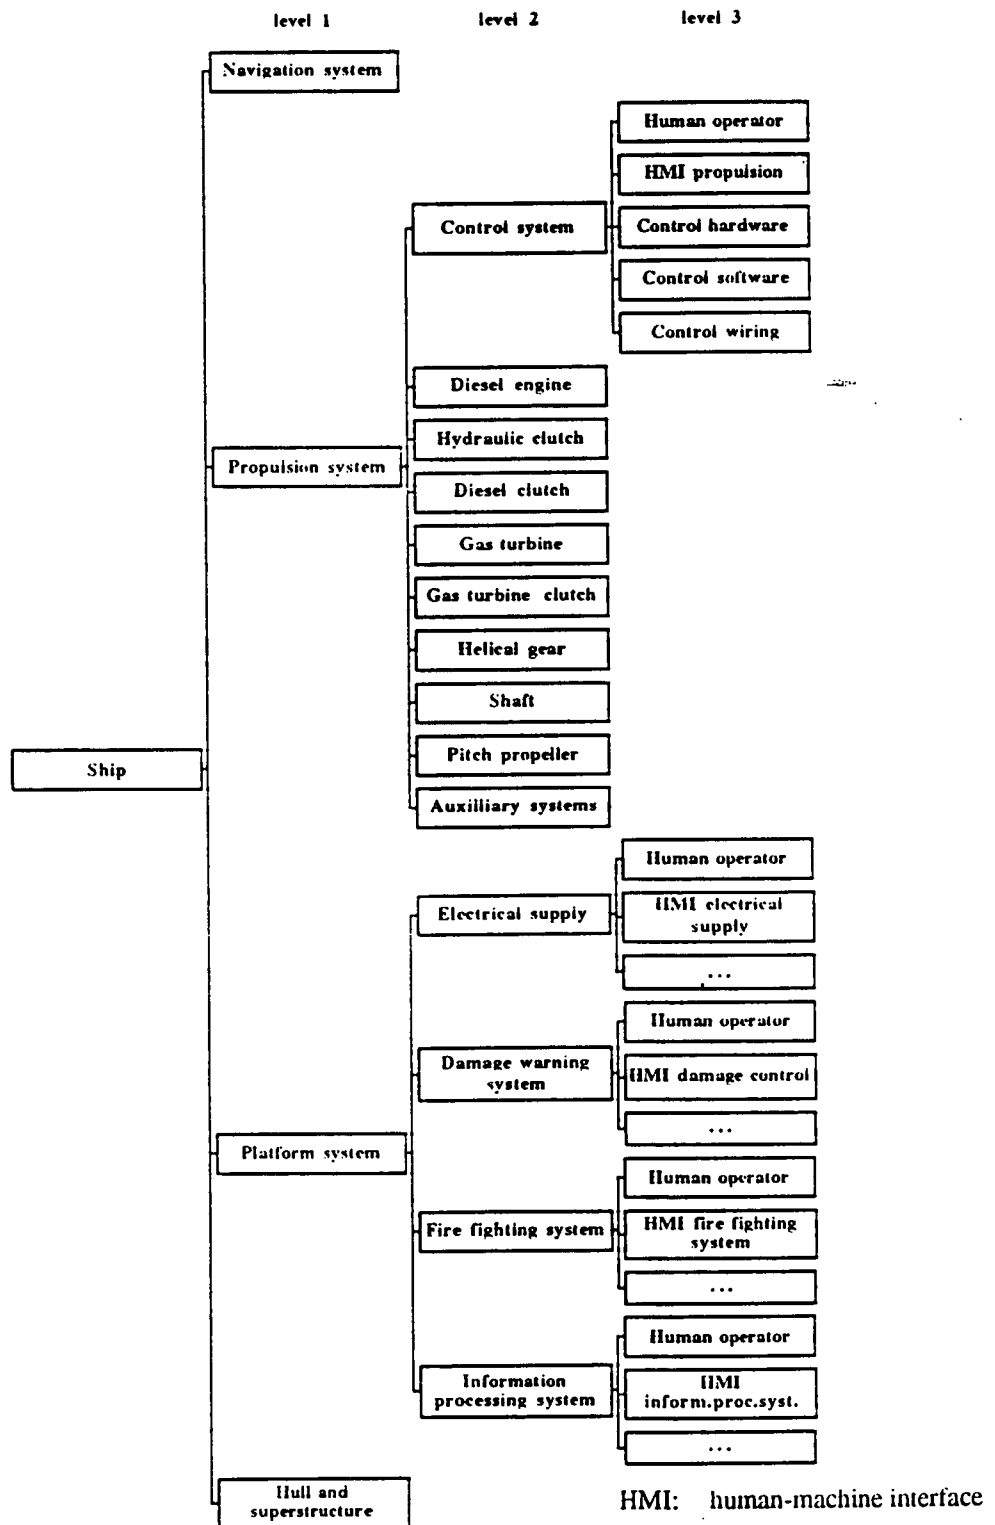 level 1 level 2 level 3
Navigation system
Human operator
HMI propulsion
Control system
Control hardware
Control software
Control wiring
Diesel engine
Hydraulic clutch
Propulsion system
Diesel clutch
Gas turbine
Gas turbine clutch
Helical gear
Shaft
Ship
Pitch propeller
Auxilliary systems
Human operator
Electrical supply
HMI electrical
supply
...
Human operator
Damage warning
system
HMI damage control
...
Platform system
Human operator
Fire fighting system
HMI fire fighting
system
...
Human operator
Information
processing system
HMI
inform.proc.syst.
...
Hull and
superstructure
HMI: human-machine interface